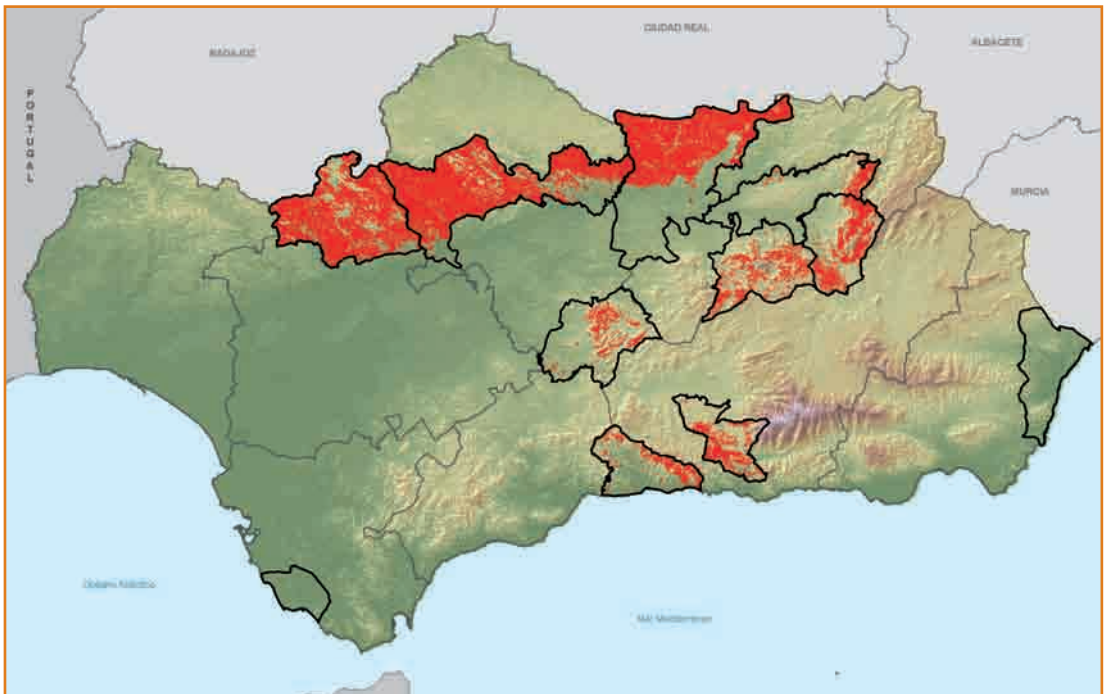 CIUDAD REAL
ALBACETE
BADAJOZ
PORTUGAL
MURCIA
Océano Atlántico
Mar Mediterráneo